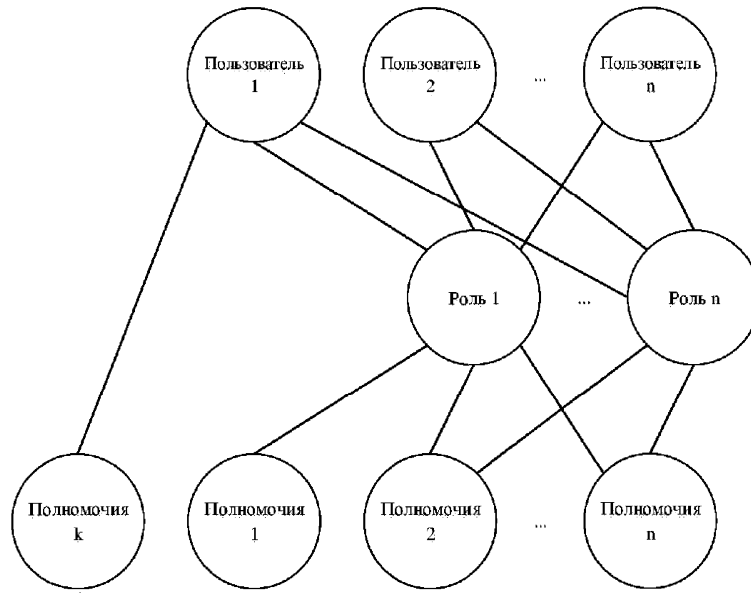 Пользователь
1
Пользователь
2
...
Пользователь
n
Роль 1
...
Роль n
Полномочия
k
Полномочия
1
Полномочия
2
...
Полномочия
n